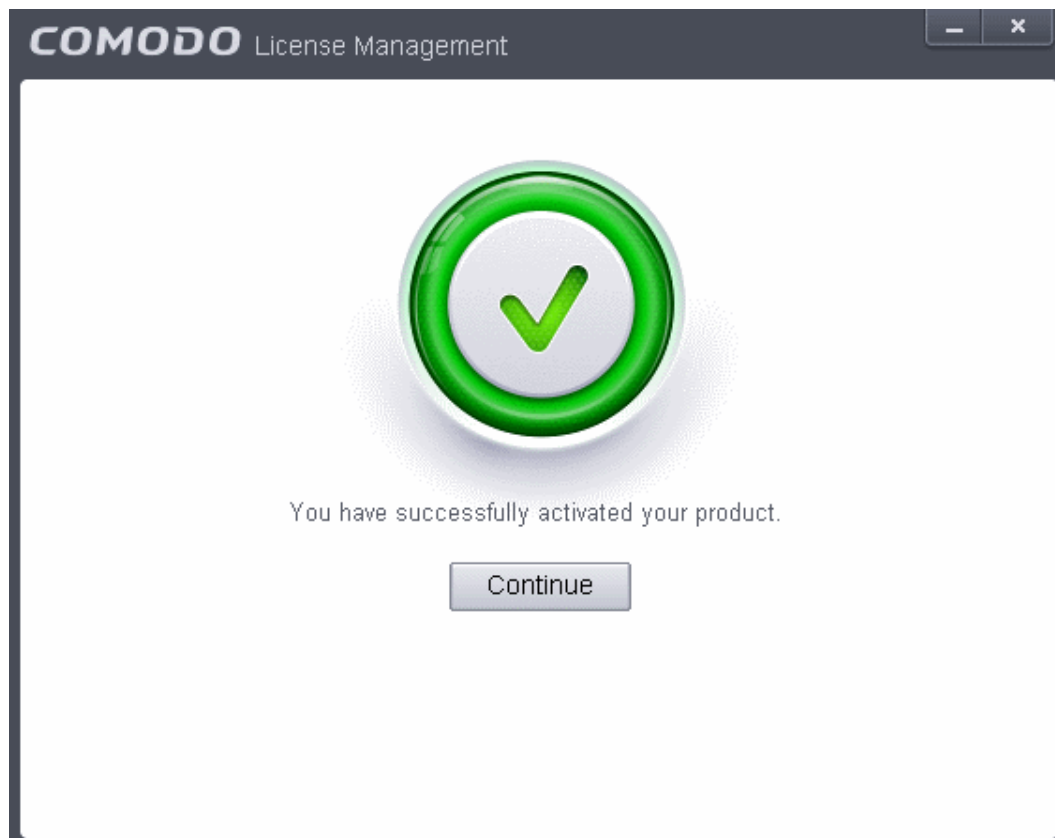 COMODO License Management
You have successfully activated your product.
Continue